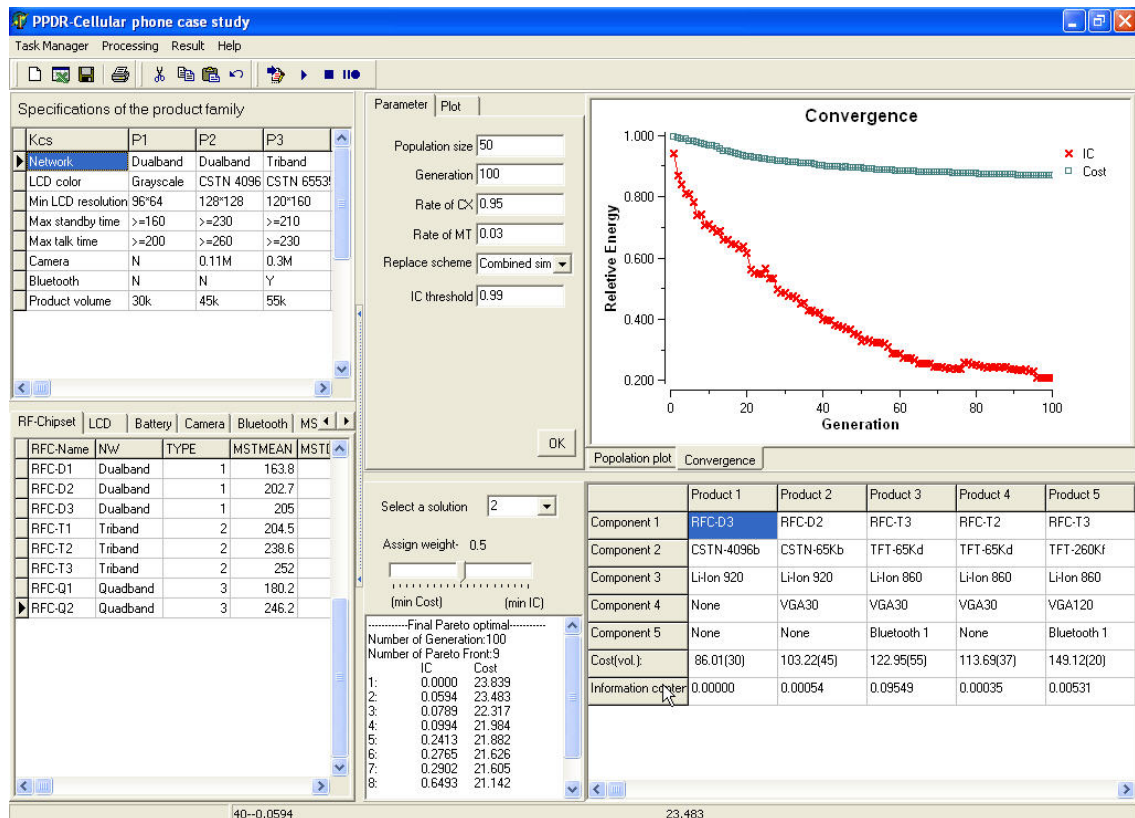 PPDR-Cellular phone case study
Task Manager Processing Result Help
Specifications of the product family
Kcs P1 P2 P3
Network Dualband Dualband Triband
LCD color Grayscale CSTN 4096 CSTN 6553
Min LCD resolution 96*64 128*128 120*160
Max standby time >=160 >=230 >=210
Max talk time >=200 >=260 >=230
Camera N 0.11M 0.3M
Bluetooth N N Y
Product volume 30k 45k 55k
Parameter Plot
Population size 50
Generation 100
Rate of CX 0.95
Rate of MT 0.03
Replace scheme Combined sim
IC threshold 0.99
OK
Convergence
1.000
0.800
0.600
0.400
0.200
Reletive Energy
0 20 40 60 80 100
Generation
IC
Cost
Popolation plot Convergence
RF-Chipset LCD Battery Camera Bluetooth MS
RFC-Name NW TYPE MSTMEAN MSTD
RFC-D1 Dualband 1 163.8
RFC-D2 Dualband 1 202.7
RFC-D3 Dualband 1 205
RFC-T1 Triband 2 204.5
RFC-T2 Triband 2 238.6
RFC-T3 Triband 2 252
RFC-Q1 Quadband 3 180.2
RFC-Q2 Quadband 3 246.2
Select a solution 2
Assign weight- 0.5
(min Cost) (min IC)
-----------Final Pareto optimal----------
Number of Generation:100
Number of Pareto Front:9
IC Cost
1: 0.0000 23.839
2: 0.0594 23.483
3: 0.0789 22.317
4: 0.0994 21.984
5: 0.2413 21.882
6: 0.2765 21.626
7: 0.2902 21.605
8: 0.6493 21.142
Product 1 Product 2 Product 3 Product 4 Product 5
Component 1 RFC-D3 RFC-D2 RFC-T3 RFC-T2 RFC-T3
Component 2 CSTN-4096b CSTN-65Kb TFT-65Kd TFT-65Kd TFT-260Kf
Component 3 Li-Ion 920 Li-Ion 920 Li-Ion 860 Li-Ion 860 Li-Ion 860
Component 4 None VGA30 VGA30 VGA30 VGA120
Component 5 None None Bluetooth 1 None Bluetooth 1
Cost(vol.): 86.01(30) 103.22(45) 122.95(55) 113.69(37) 149.12(20)
Information 0.00000 0.00054 0.09549 0.00035 0.00531
40--0.0594 23.483